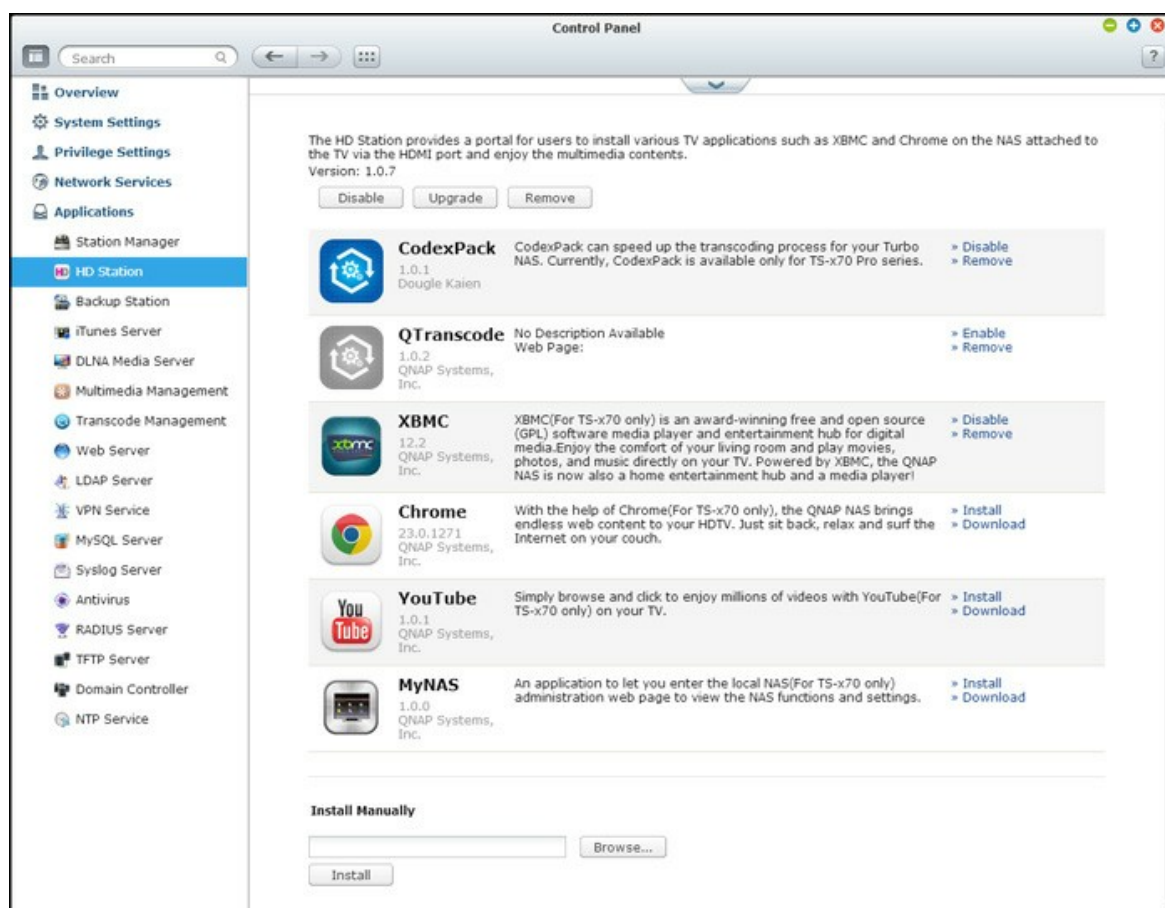 Control Panel
Search
?
Overview
System Settings
Privilege Settings
Network Services
Applications
Station Manager
HD HD Station
Backup Station
iTunes Server
DLNA Media Server
Multimedia Management
Transcode Management
Web Server
LDAP Server
VPN Service
MySQL Server
Syslog Server
Antivirus
RADIUS Server
TFTP Server
Domain Controller
NTP Service
The HD Station provides a portal for users to install various TV applications such as XBMC and Chrome on the NAS attached to
the TV via the HDMI port and enjoy the multimedia contents.
Version: 1.0.7
Disable Upgrade Remove
CodexPack
1.0.1
Dougle Kaien
CodexPack can speed up the transcoding process for your Turbo
NAS. Currently, CodexPack is available only for TS-x70 Pro series.
» Disable
» Remove
QTranscode
1.0.2
QNAP Systems,
Inc.
No Description Available
Web Page:
» Enable
» Remove
xbmc
XBMC
12.2
QNAP Systems,
Inc.
XBMC(For TS-x70 only) is an award-winning free and open source
(GPL) software media player and entertainment hub for digital
media.Enjoy the comfort of your living room and play movies,
photos, and music directly on your TV. Powered by XBMC, the QNAP
NAS is now also a home entertainment hub and a media player!
» Disable
» Remove
Chrome
23.0.1271
QNAP Systems,
Inc.
With the help of Chrome(For TS-x70 only), the QNAP NAS brings
endless web content to your HDTV. Just sit back, relax and surf the
Internet on your couch.
» Install
» Download
You
Tube
YouTube
1.0.1
QNAP Systems,
Inc.
Simply browse and click to enjoy millions of videos with YouTube(For
TS-x70 only) on your TV.
» Install
» Download
MyNAS
1.0.0
QNAP Systems,
Inc.
An application to let you enter the local NAS(For TS-x70 only)
administration web page to view the NAS functions and settings.
» Install
» Download
Install Manually
Browse...
Install